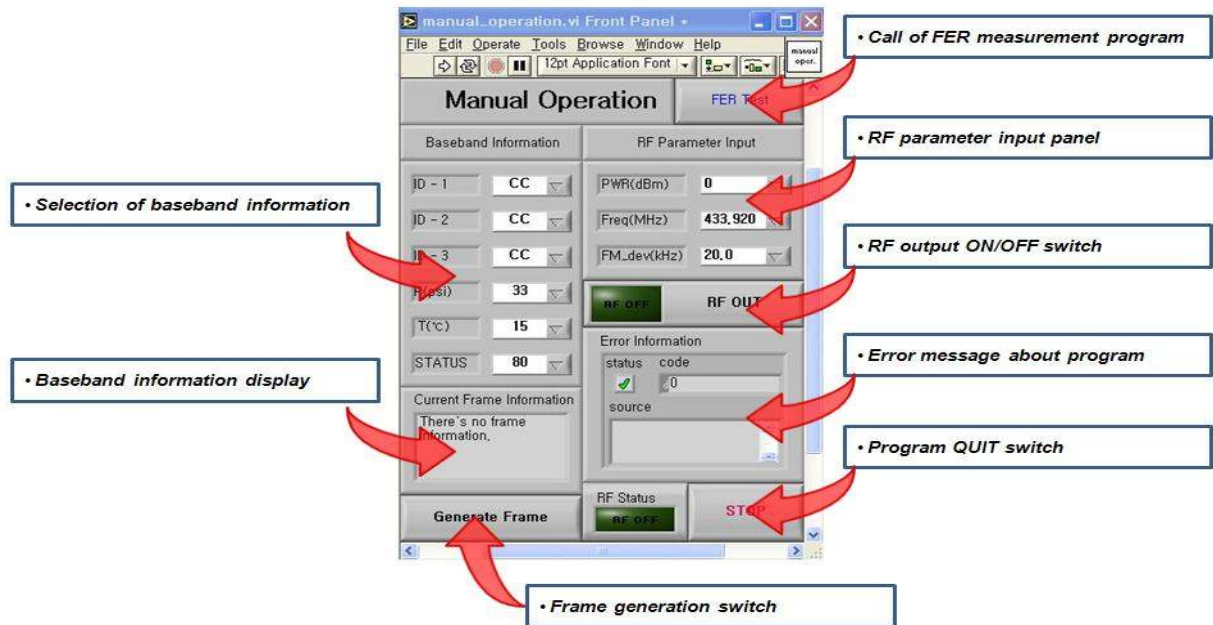 manual_operation.vi Front Panel *
File Edit Operate Tools Browse Window Help
12pt Application Font
manual
oper.
Manual Operation
FER Test
Baseband Information
RF Parameter Input
ID - 1 CC
ID - 2 CC
ID - 3 CC
P(psi) 33
T(℃) 15
STATUS 80
PWR(dBm) 0
Freq(MHz) 433,920
FM_dev(kHz) 20,0
RF OFF
RF OUT
Error Information
status code
0
source
Current Frame Information
There's no frame
information,
Generate Frame
RF Status
RF OFF
STOP
• Selection of baseband information
• Baseband information display
• Call of FER measurement program
• RF parameter input panel
• RF output ON/OFF switch
• Error message about program
• Program QUIT switch
• Frame generation switch